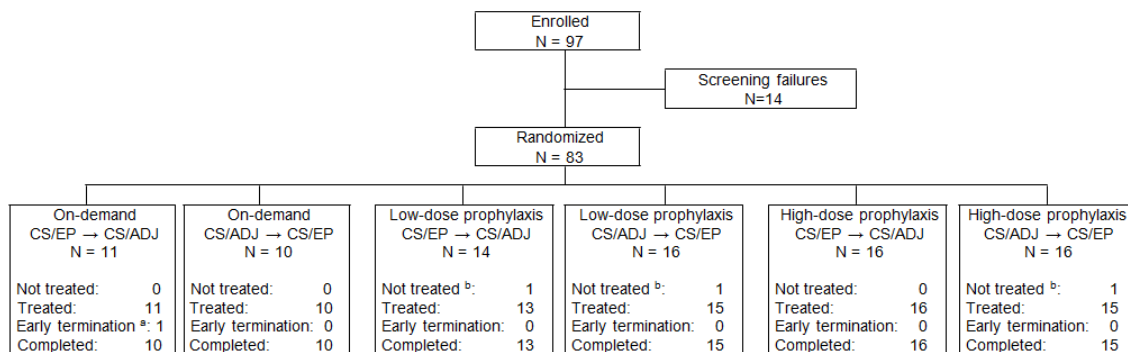 Enrolled
N = 97
Screening failures
N=14
Randomized
N = 83
On-demand
CS/EP → CS/ADJ
N = 11
Not treated: 0
Treated: 11
Early termination ᵃ: 1
Completed: 10
On-demand
CS/ADJ → CS/EP
N = 10
Not treated: 0
Treated: 10
Early termination: 0
Completed: 10
Low-dose prophylaxis
CS/EP → CS/ADJ
N = 14
Not treated ᵇ: 1
Treated: 13
Early termination: 0
Completed: 13
Low-dose prophylaxis
CS/ADJ → CS/EP
N = 16
Not treated ᵇ: 1
Treated: 15
Early termination: 0
Completed: 15
High-dose prophylaxis
CS/EP → CS/ADJ
N = 16
Not treated: 0
Treated: 16
Early termination: 0
Completed: 16
High-dose prophylaxis
CS/ADJ → CS/EP
N = 16
Not treated ᵇ: 1
Treated: 15
Early termination: 0
Completed: 15